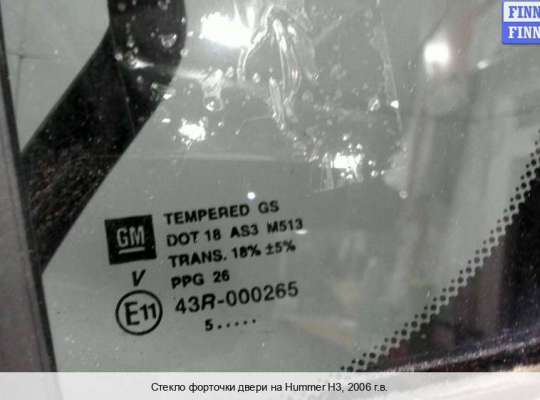 FINN
FINN
GM
TEMPERED GS
DOT 18 AS3 M513
TRANS. 18% ±5%
V
PPG 26
E11
43R-000265
5.....
Стекло форточки двери на Hummer H3, 2006 г.в.